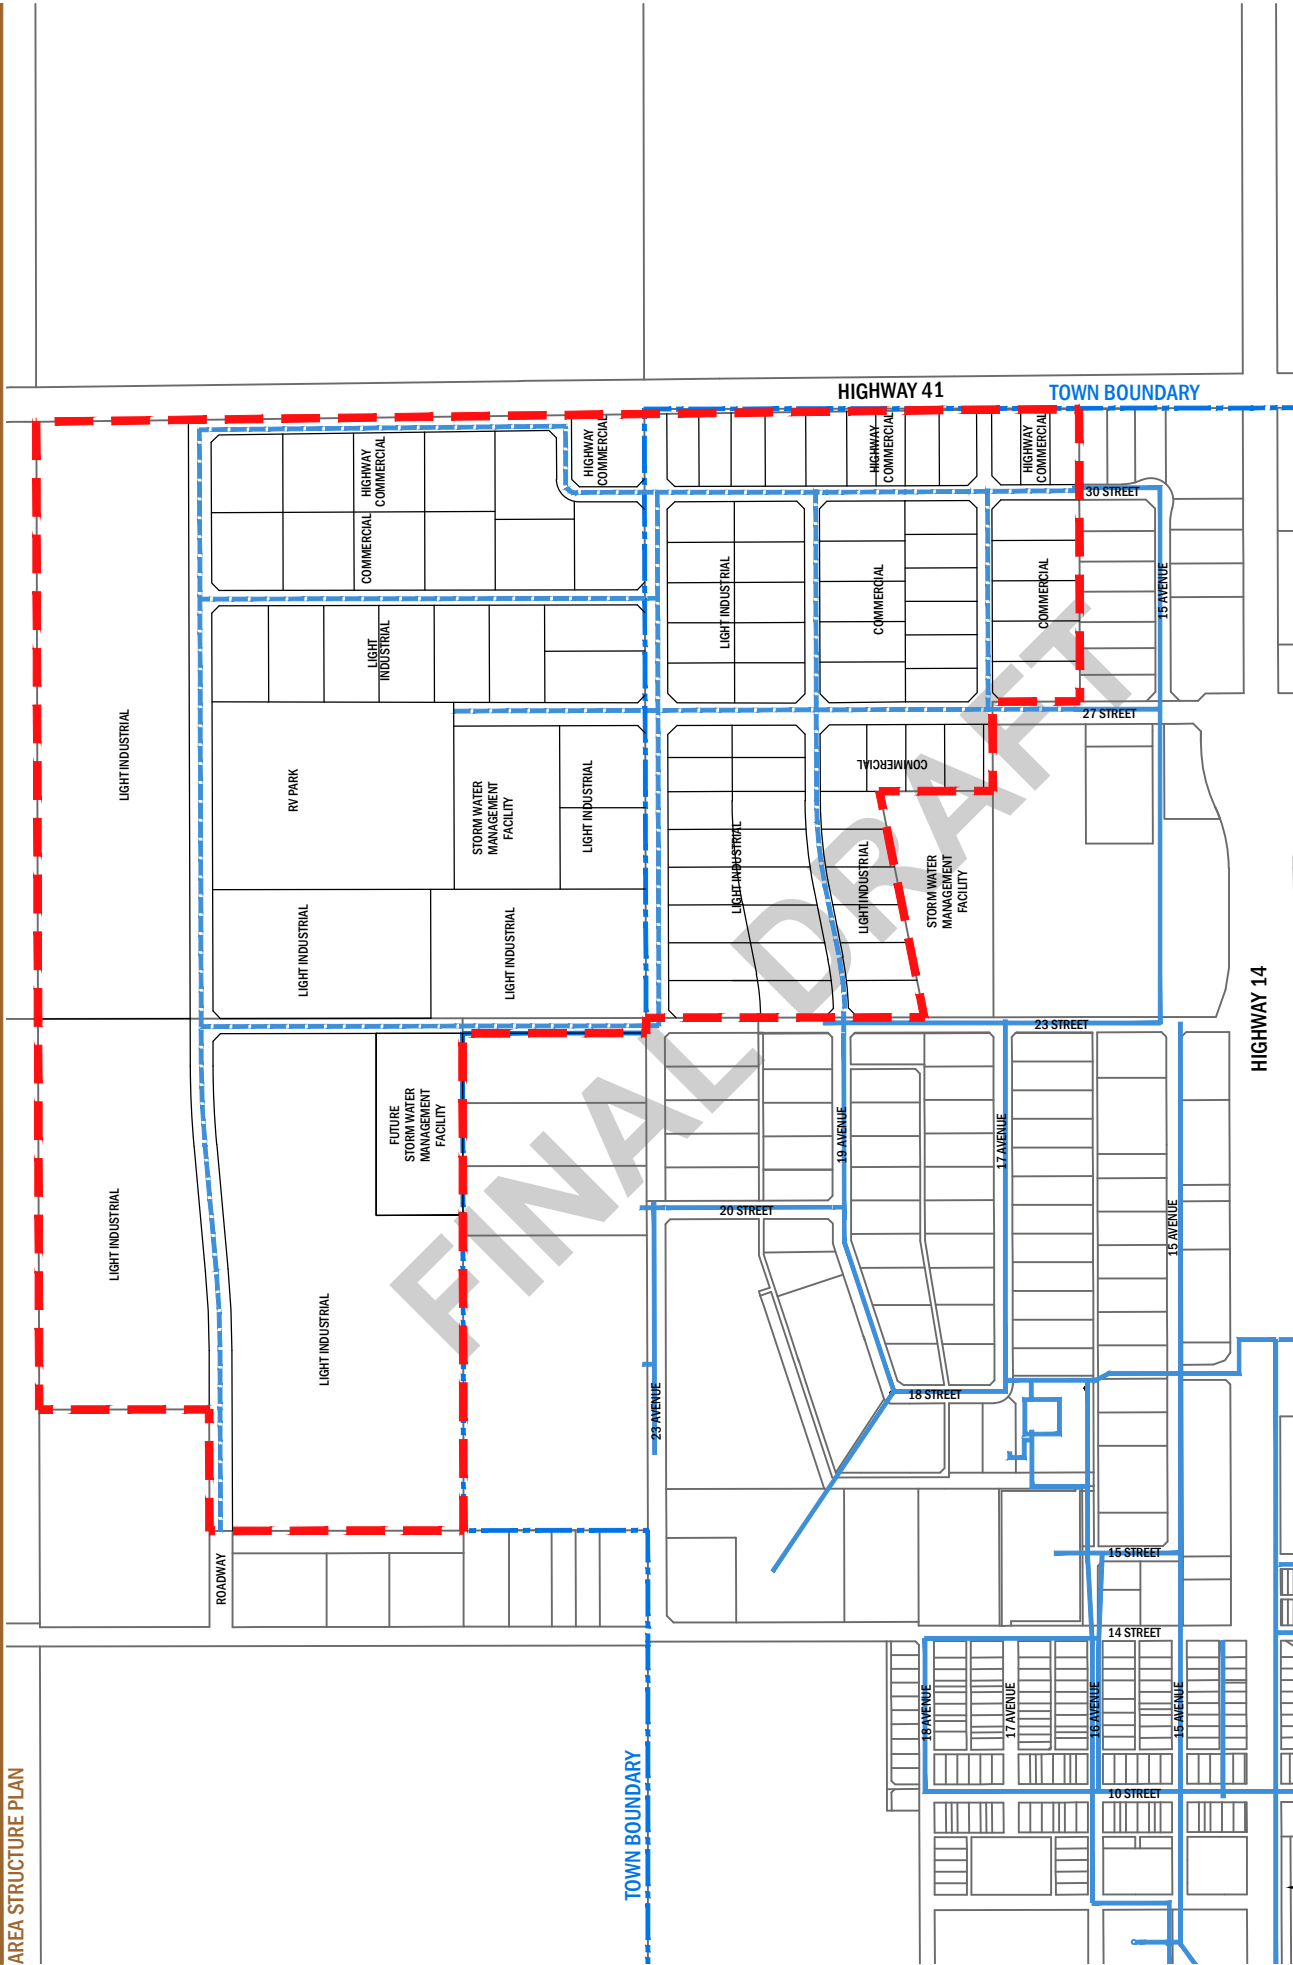 HIGHWAY 41
TOWN BOUNDARY
HIGHWAY
COMMERCIAL
HIGHWAY
COMMERCIAL
HIGHWAY
COMMERCIAL
HIGHWAY
COMMERCIAL
30 STREET
COMMERCIAL
LIGHT INDUSTRIAL
COMMERCIAL
COMMERCIAL
15 AVENUE
LIGHT
INDUSTRIAL
27 STREET
LIGHT INDUSTRIAL
RV PARK
STORM WATER
MANAGEMENT
FACILITY
LIGHT INDUSTRIAL
COMMERCIAL
LIGHT INDUSTRIAL
LIGHT INDUSTRIAL
STORM WATER
MANAGEMENT
FACILITY
LIGHT INDUSTRIAL
LIGHT INDUSTRIAL
HIGHWAY 14
23 STREET
FINAL DRAFT
FUTURE
STORM WATER
MANAGEMENT
FACILITY
19 AVENUE
17 AVENUE
15 AVENUE
20 STREET
LIGHT INDUSTRIAL
LIGHT INDUSTRIAL
23 AVENUE
18 STREET
ROADWAY
15 STREET
14 STREET
18 AVENUE
17 AVENUE
16 AVENUE
15 AVENUE
10 STREET
TOWN BOUNDARY
AREA STRUCTURE PLAN